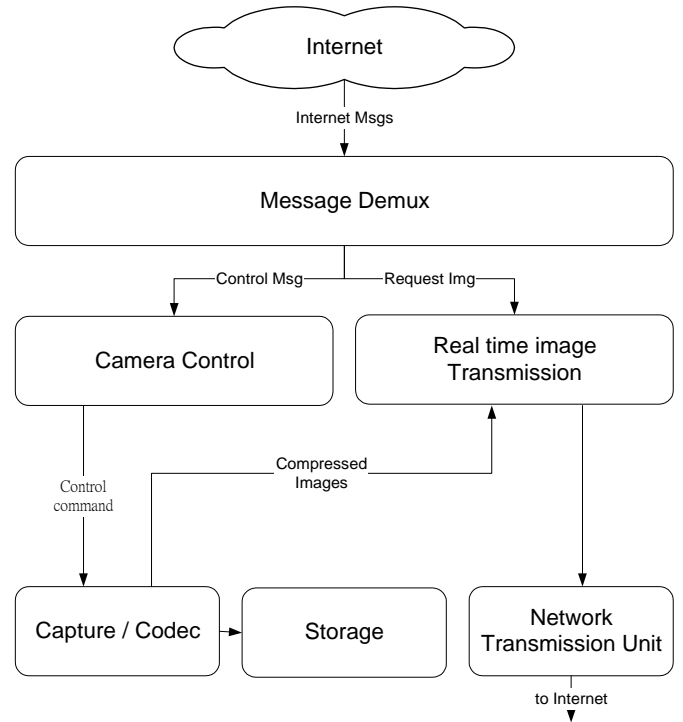 Internet
Internet Msgs
Message Demux
Control Msg
Request Img
Camera Control
Real time image
Transmission
Compressed
Images
Control
command
Capture / Codec
Storage
Network
Transmission Unit
to Internet